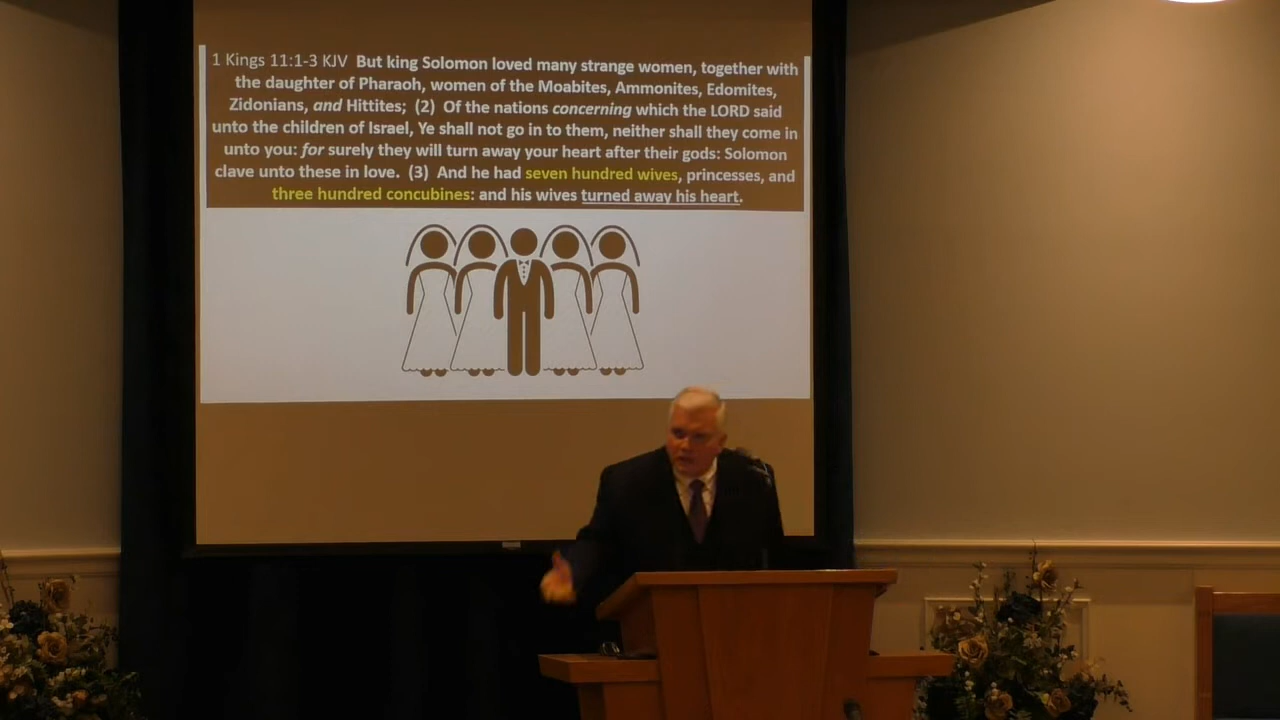 1 Kings 11:1-3 KJV But king Solomon loved many strange women, together with
the daughter of Pharaoh, women of the Moabites, Ammonites, Edomites,
Zidonians, and Hittites; (2) Of the nations concerning which the LORD said
unto the children of Israel, Ye shall not go in to them, neither shall they come in
unto you: for surely they will turn away your heart after their gods: Solomon
clave unto these in love. (3) And he had seven hundred wives, princesses, and
three hundred concubines: and his wives turned away his heart.